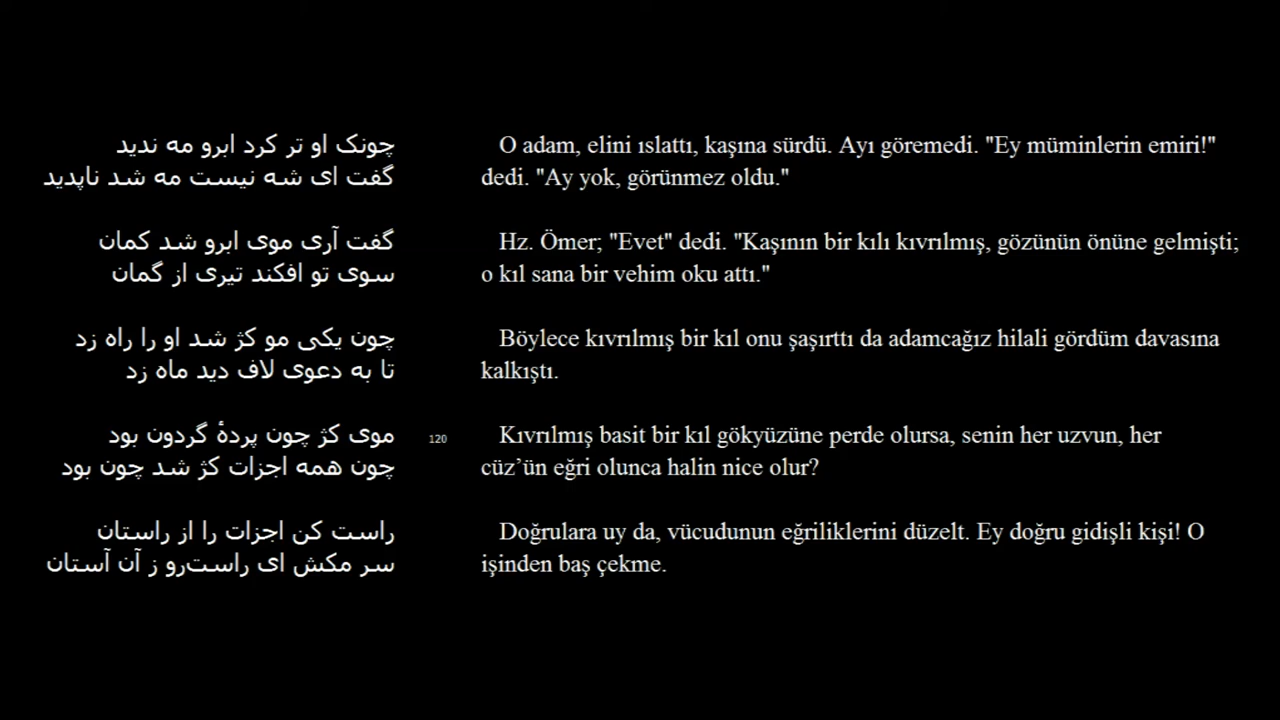 چونک او تر کرد ابرو مه ندید
گفت ای شه نیست مه شد ناپدید
O adam, elini ıslattı, kaşına sürdü. Ayı göremedi. "Ey müminlerin emiri!"
dedi. "Ay yok, görünmez oldu."
گفت آری موی ابرو شد کمان
سوی تو افکند تیری از گمان
Hz. Ömer; "Evet" dedi. "Kaşının bir kılı kıvrılmış, gözünün önüne gelmişti;
o kıl sana bir vehim oku attı."
چون یکی مو کژ شد او را راه زد
تا به دعوی لاف دید ماه زد
Böylece kıvrılmış bir kıl onu şaşırttı da adamcağız hilali gördüm davasına
kalkıştı.
موی کژ چون پردهٔ گردون بود
چون همه اجزات کژ شد چون بود
120
Kıvrılmış basit bir kıl gökyüzüne perde olursa, senin her uzvun, her
cüz’ün eğri olunca halin nice olur?
راست کن اجزات را از راستان
سر مکش ای راست‌رو ز آن آستان
Doğrulara uy da, vücudunun eğriliklerini düzelt. Ey doğru gidişli kişi! O
işinden baş çekme.